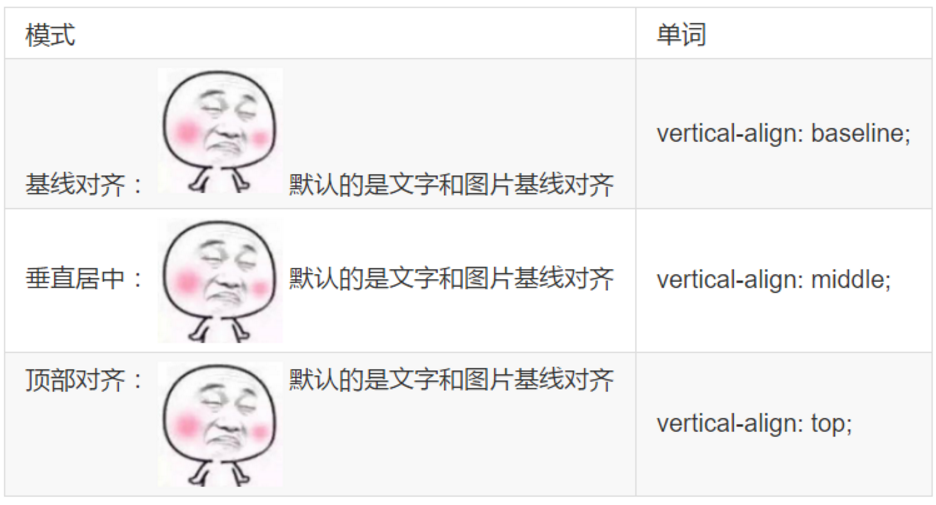 模式 单词
基线对齐： 默认的是文字和图片基线对齐 vertical-align: baseline;
垂直居中： 默认的是文字和图片基线对齐 vertical-align: middle;
顶部对齐： 默认的是文字和图片基线对齐 vertical-align: top;